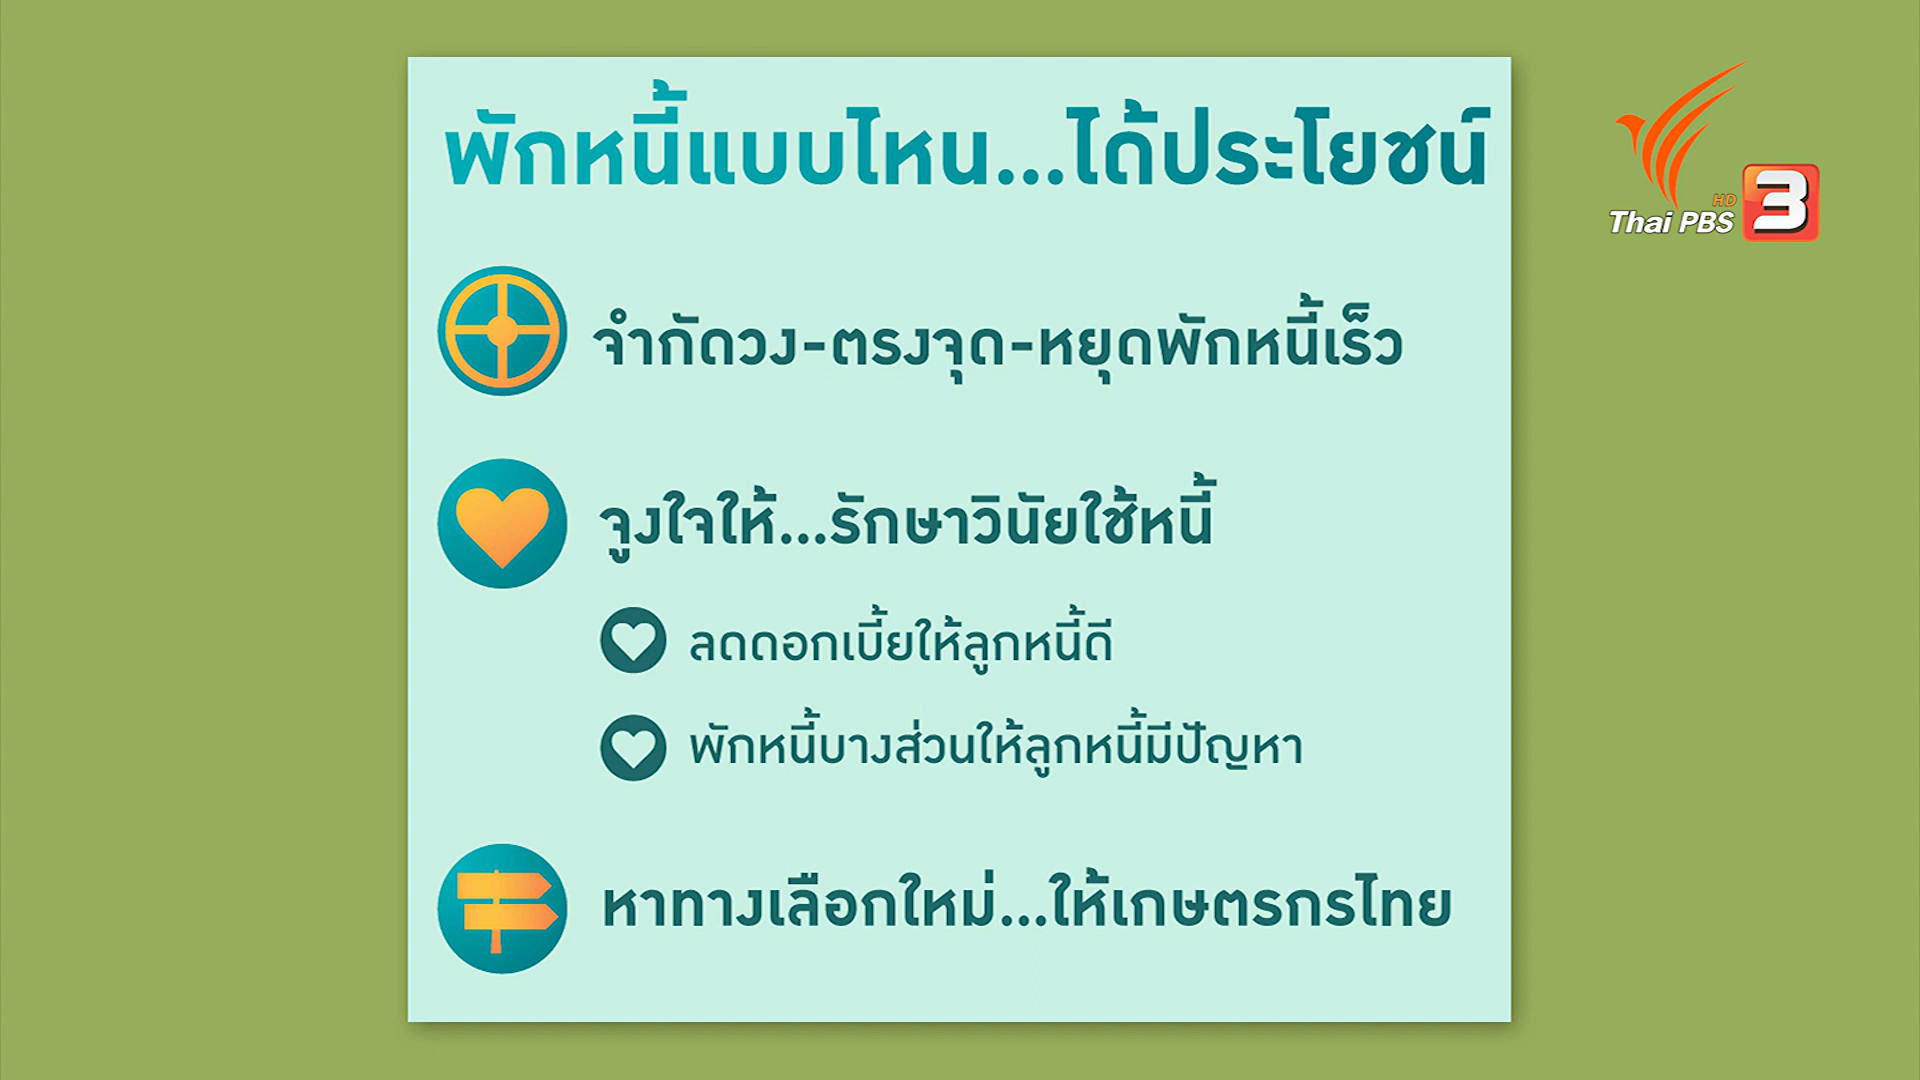 พักหนี้แบบไหน...ได้ประโยชน์
HD
Thai PBS 3
จำกัดวง-ตรงจุด-หยุดพักหนี้เร็ว
จูงใจให้...รักษาวินัยใช้หนี้
ลดดอกเบี้ยให้ลูกหนี้ดี
พักหนี้บางส่วนให้ลูกหนี้มีปัญหา
หาทางเลือกใหม่...ให้เกษตรกรไทย